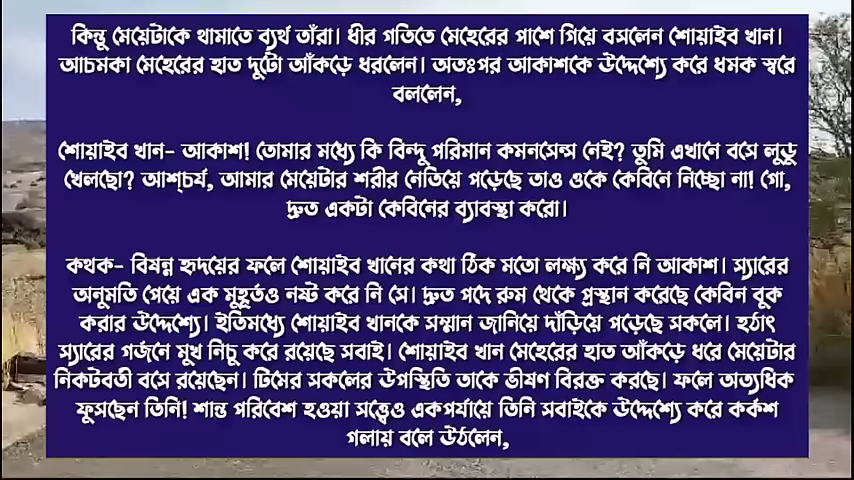 কিন্তু মেয়েটাকে থামাতে ব্যর্থ তাঁরা। ধীর গতিতে মেহেরের পাশে গিয়ে বসলেন শোয়াইব খান।
আচমকা মেহেরের হাত দুটো আঁকড়ে ধরলেন। অতঃপর আকাশকে উদ্দেশ্যে করে ধমক স্বরে
বললেন,
শোয়াইব খান- আকাশ! তোমার মধ্যে কি বিন্দু পরিমান কমনসেন্স নেই? তুমি এখানে বসে লুডু
খেলছো? আশ্চর্য, আমার মেয়েটার শরীর নেতিয়ে পড়েছে তাও ওকে কেবিনে নিচ্ছো না! গো,
দ্রুত একটা কেবিনের ব্যাবস্থা করো।
কথক- বিষন্ন হৃদয়ের ফলে শোয়াইব খানের কথা ঠিক মতো লক্ষ্য করে নি আকাশ। স্যারের
অনুমতি পেয়ে এক মুহূর্তও নষ্ট করে নি সে। দ্রুত পদে রুম থেকে প্রস্থান করেছে কেবিন বুক
করার উদ্দেশ্যে। ইতিমধ্যে শোয়াইব খানকে সম্মান জানিয়ে দাঁড়িয়ে পড়েছে সকলে। হঠাৎ
স্যারের গর্জনে মুখ নিচু করে রয়েছে সবাই। শোয়াইব খান মেহেরের হাত আঁকড়ে ধরে মেয়েটার
নিকটবর্তী বসে রয়েছেন। টিমের সকলের উপস্থিতি তাকে ভীষণ বিরক্ত করছে। ফলে অত্যধিক
ফুসছেন তিনি! শান্ত পরিবেশ হওয়া সত্ত্বেও একপর্যায়ে তিনি সবাইকে উদ্দেশ্যে করে কর্কশ
গলায় বলে উঠলেন,